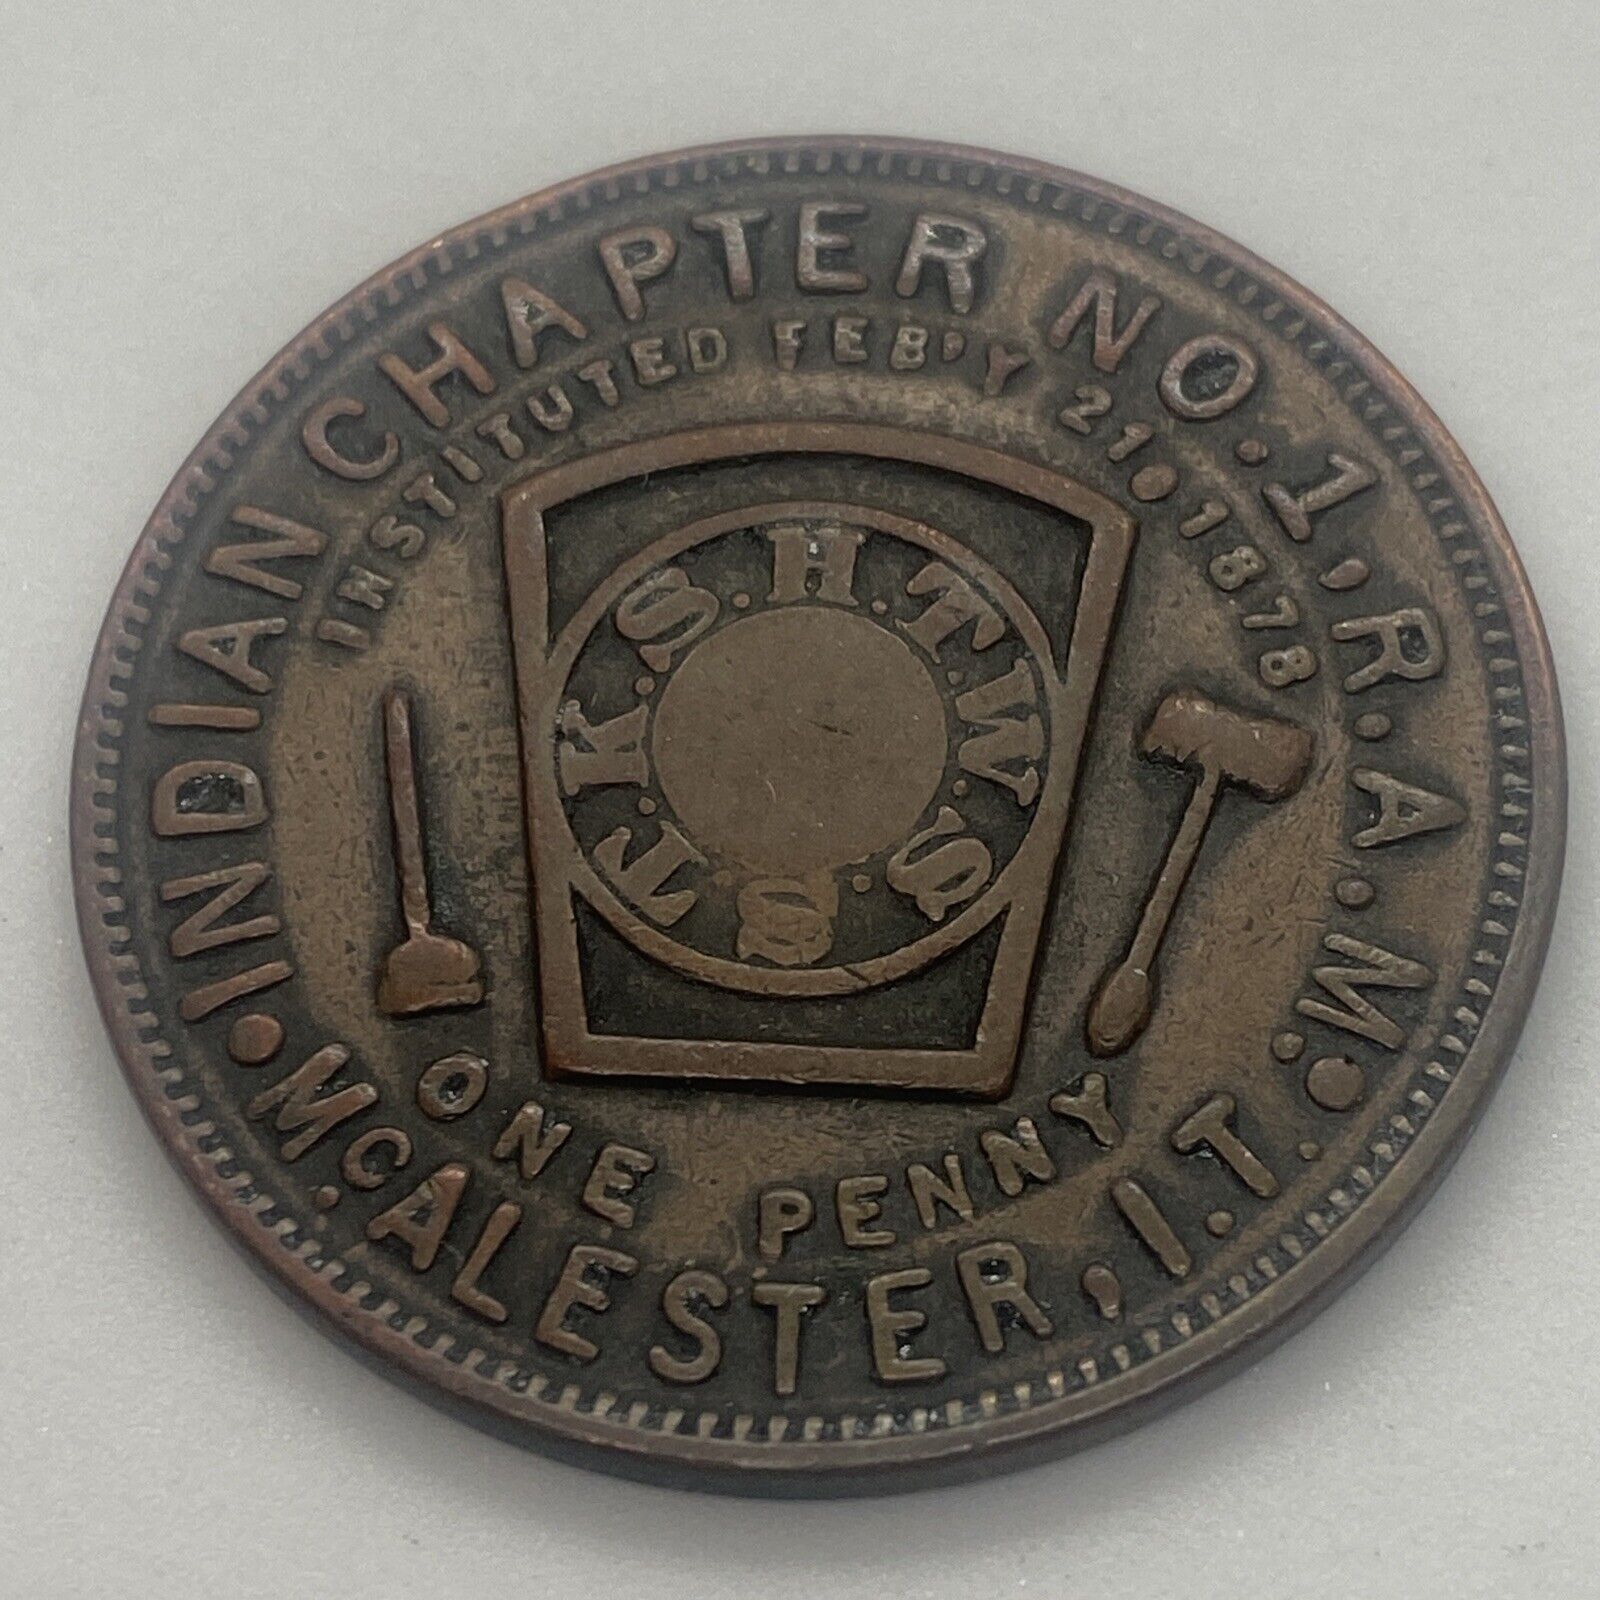 INDIAN CHAPTER NO. 1, R.A.M.
INSTITUTED FEB'Y 21. 1878
H.T.W.S.S.T.K.S.
ONE PENNY
McALESTER, I.T.